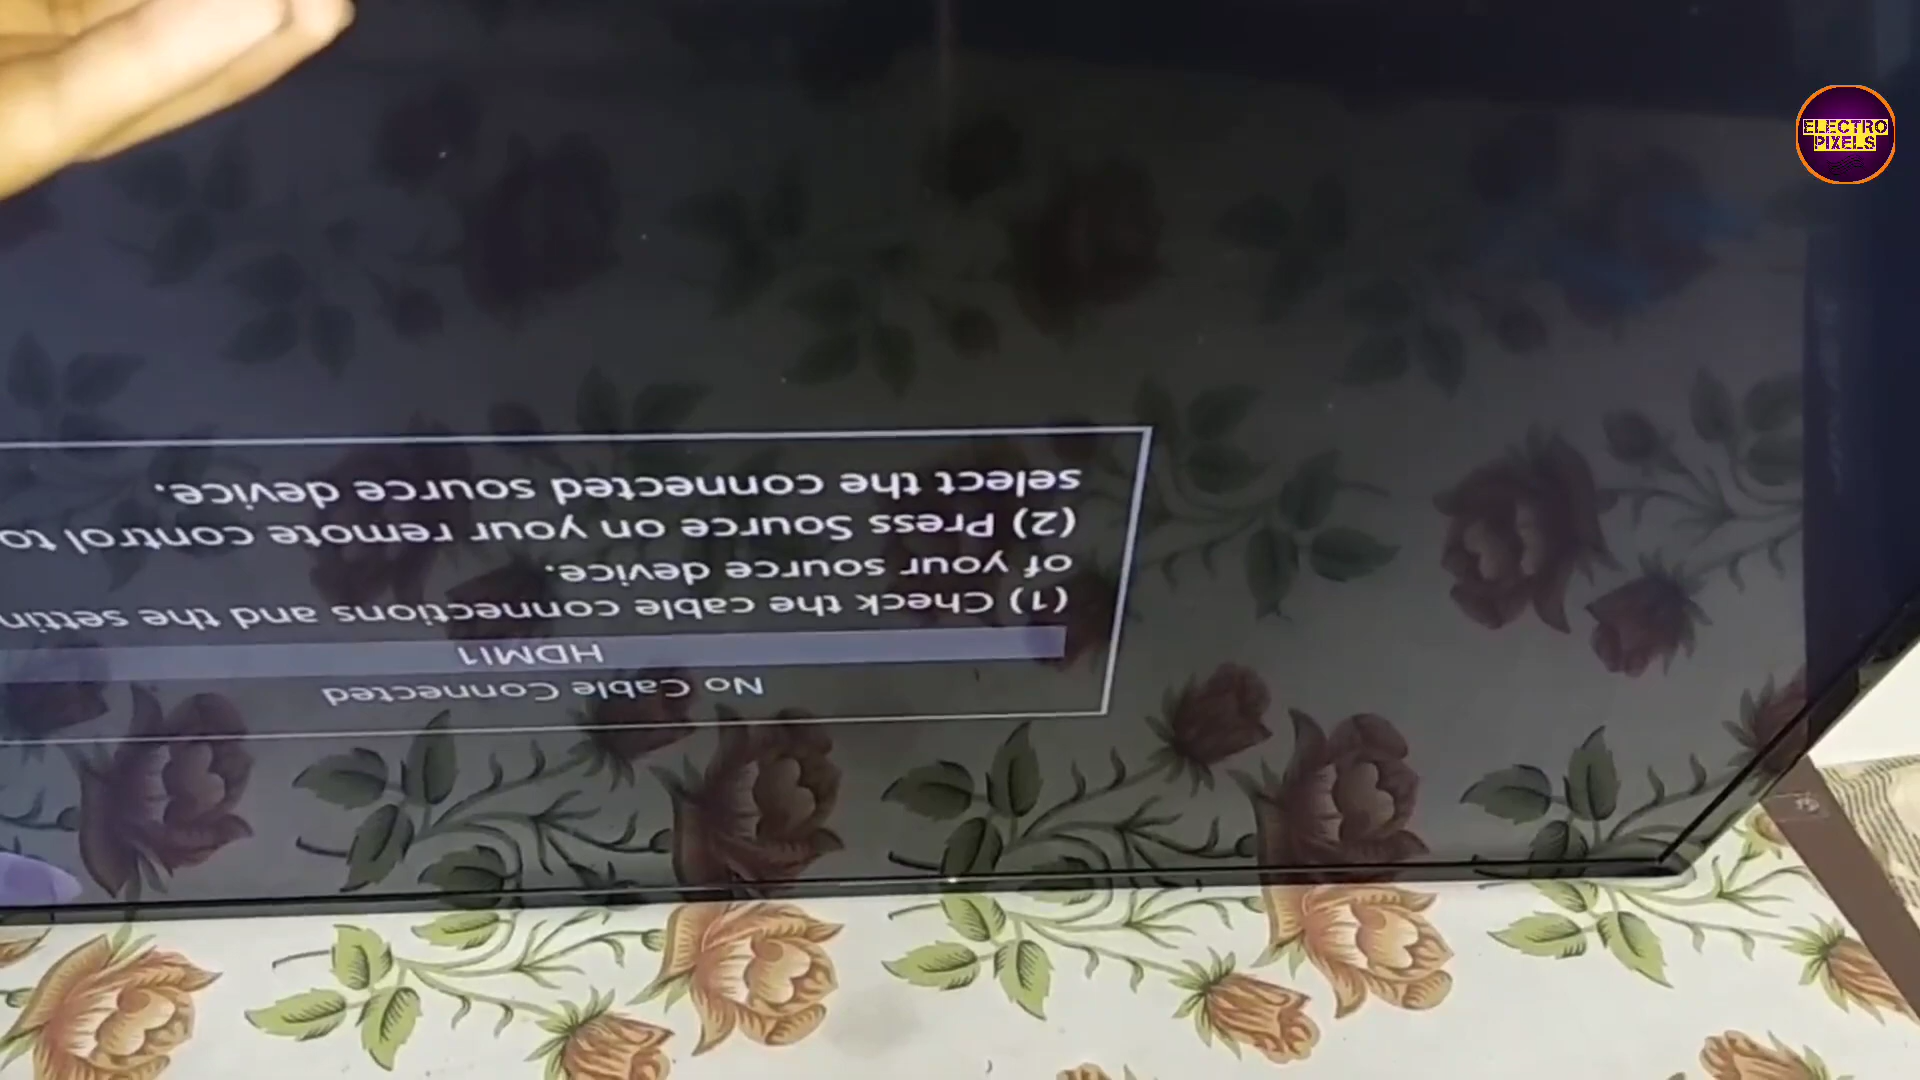 No Cable Connected
HDMI1
(1) Check the cable connections and the settin
of your source device.
(2) Press Source on your remote control to
select the connected source device.
ELECTRO
PIXELS